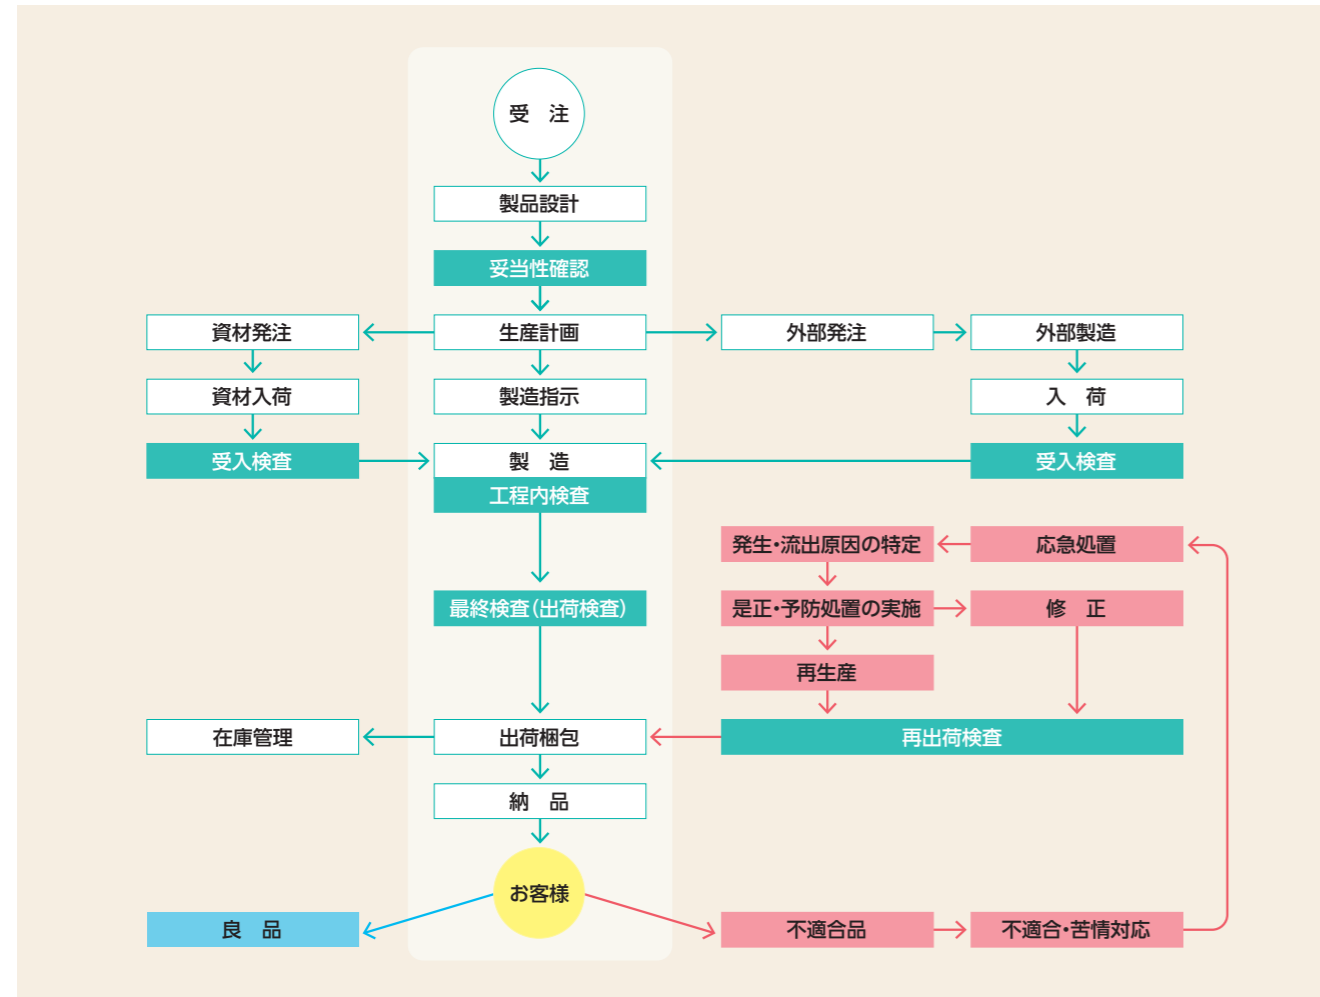 受　注
製品設計
妥当性確認
資材発注
生産計画
外部発注
外部製造
資材入荷
製造指示
入　荷
受入検査
製　造
受入検査
工程内検査
発生・流出原因の特定
応急処置
最終検査（出荷検査）
是正・予防処置の実施
修　正
再生産
在庫管理
出荷梱包
再出荷検査
納　品
お客様
良　品
不適合品
不適合・苦情対応